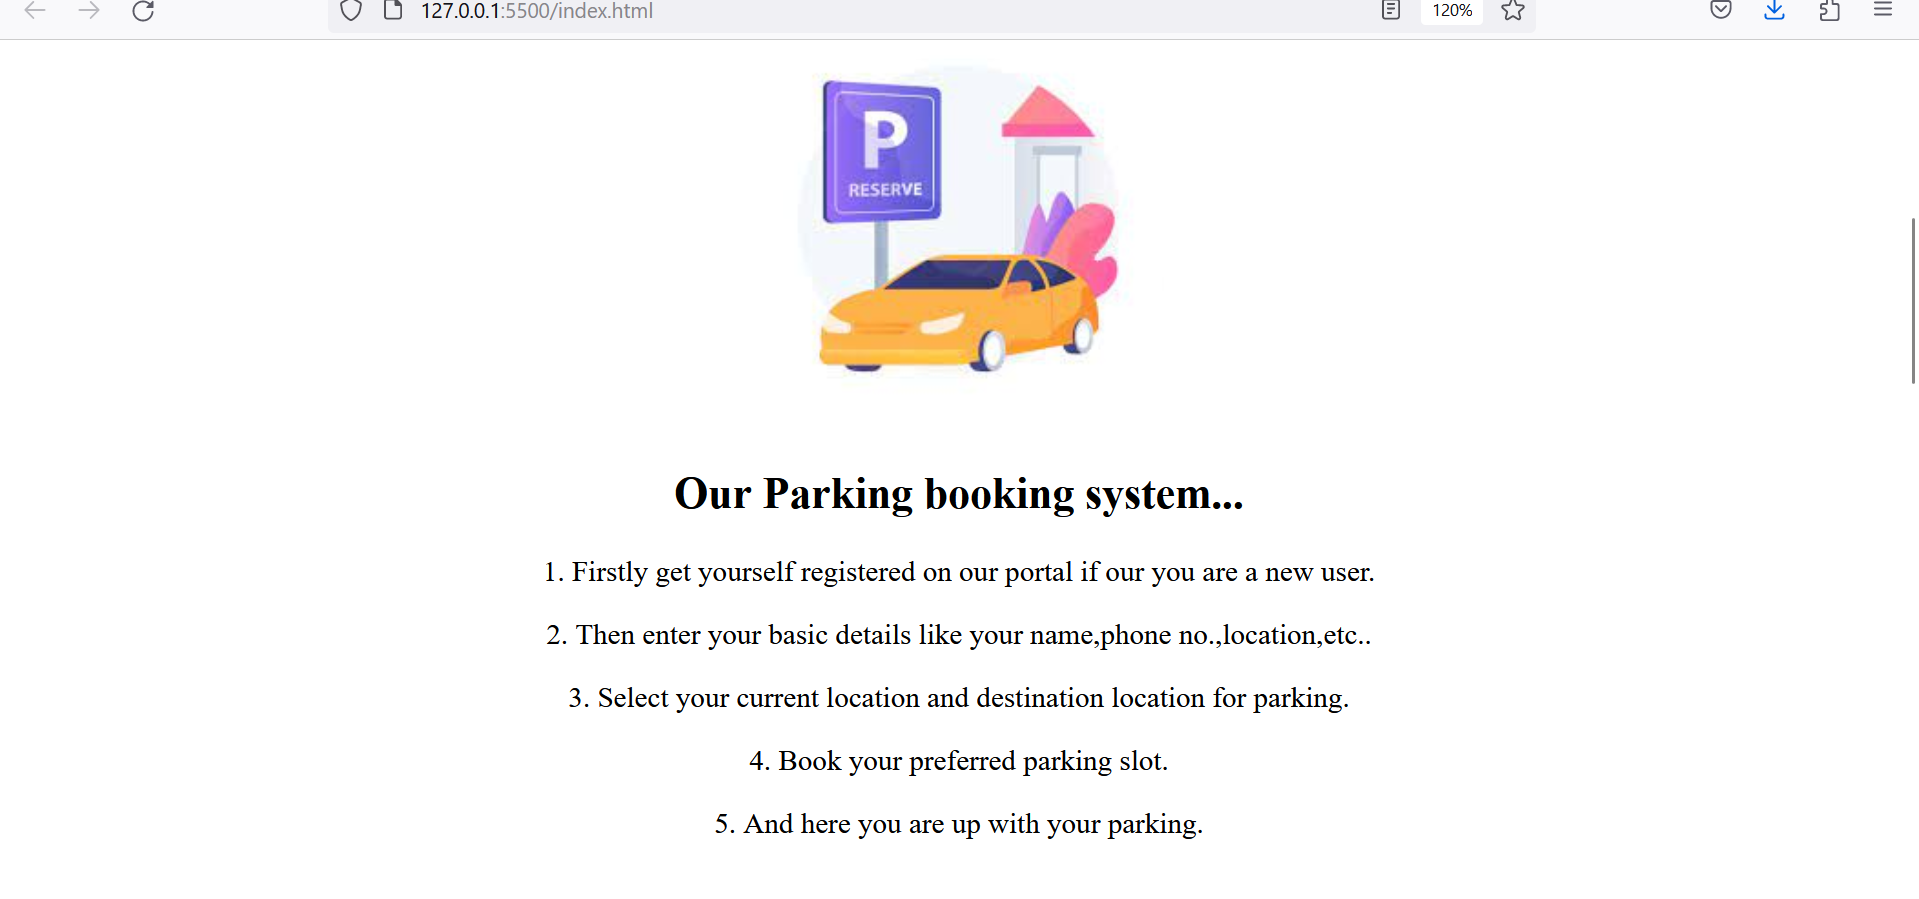 127.0.0.1:5500/index.html
120%
P
RESERVE
Our Parking booking system...
1. Firstly get yourself registered on our portal if our you are a new user.
2. Then enter your basic details like your name,phone no.,location,etc..
3. Select your current location and destination location for parking.
4. Book your preferred parking slot.
5. And here you are up with your parking.